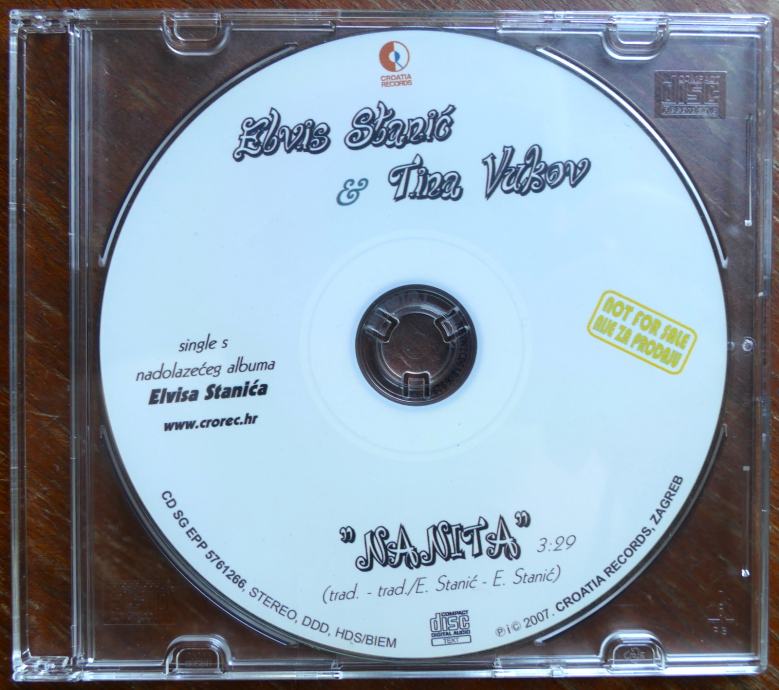 CROATIA
RECORDS
Elvis Stanić
& Tina Vukov
COMPACT
disc
NOT FOR SALE
NIJE ZA PRODAJU
single s
nadolazećeg albuma
Elvisa Stanića
www.crorec.hr
"NANITA" 3:29
(trad. - trad./E. Stanić - E. Stanić)
CD SG EPP 5761266, STEREO, DDD, HDS/BIEM
COMPACT
disc
DIGITAL AUDIO
TEXT
Ⓟ i © 2007. CROATIA RECORDS, ZAGREB